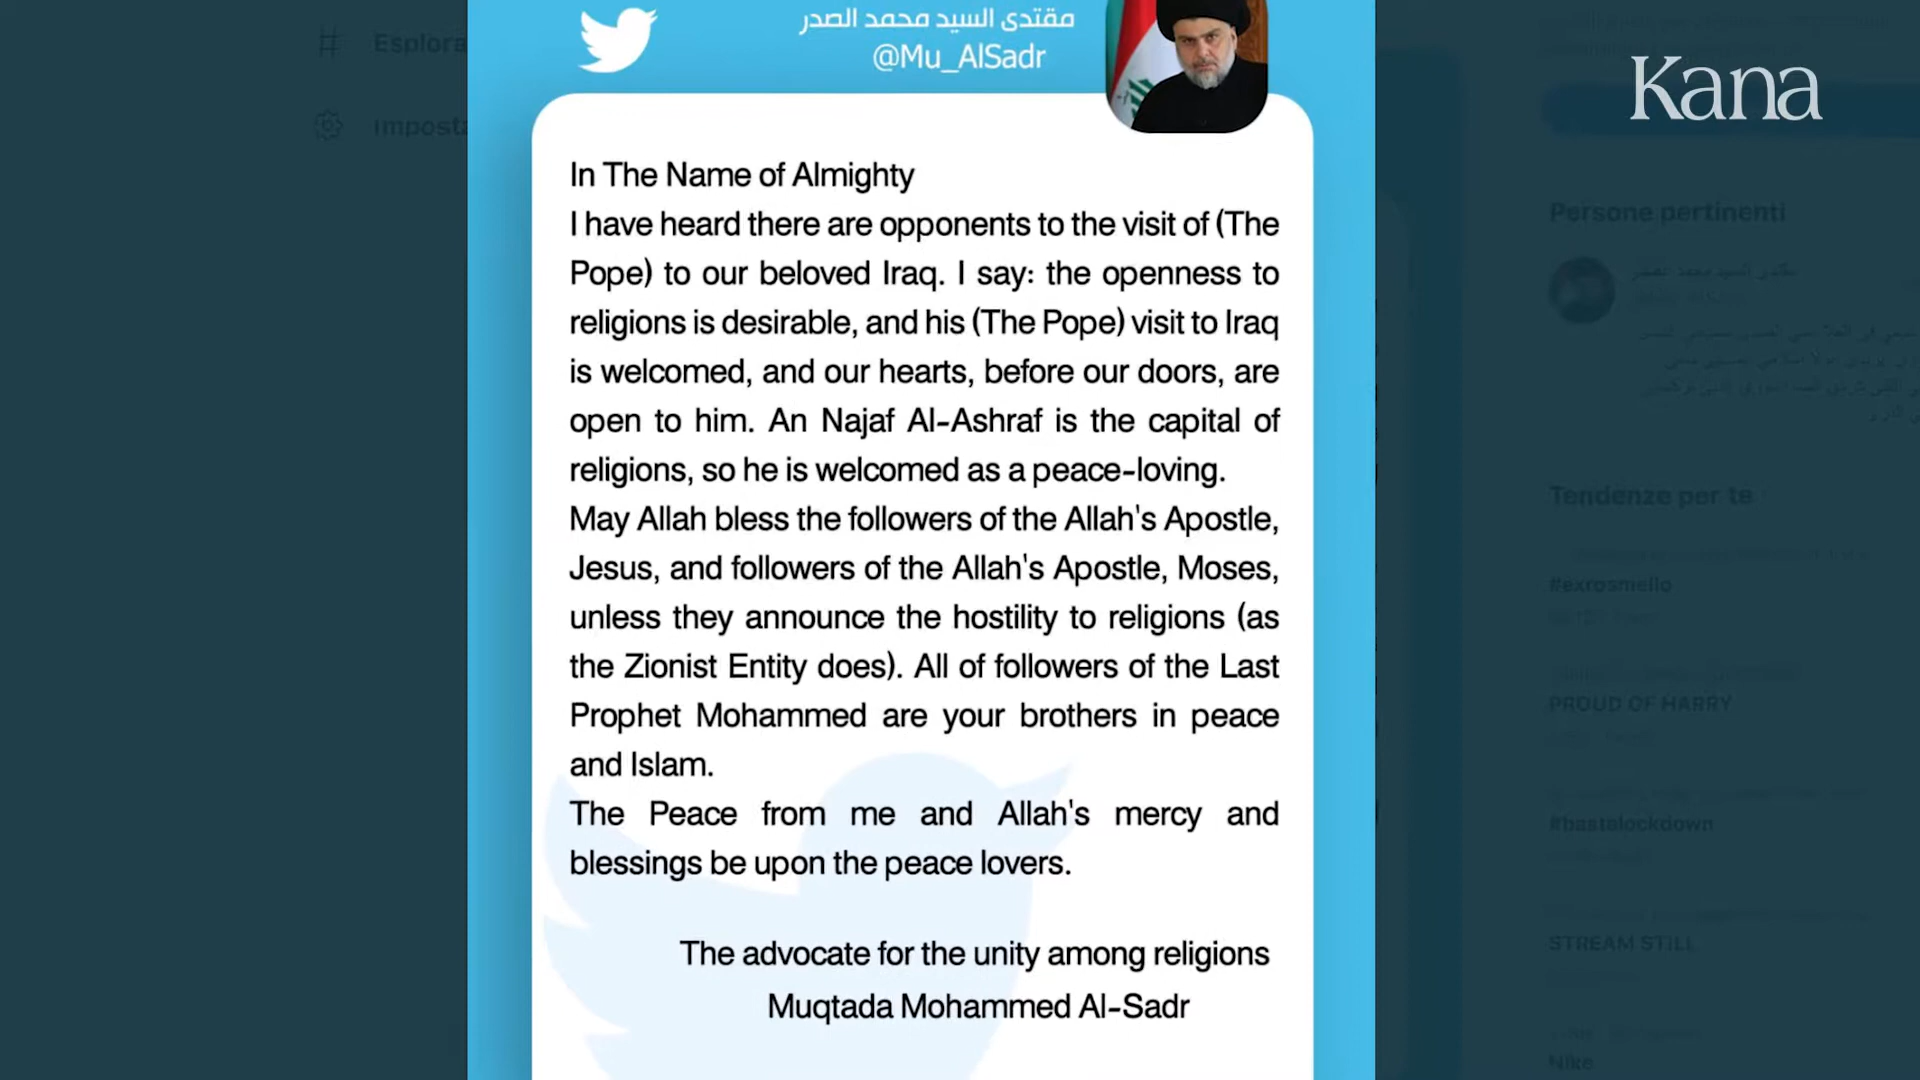 مقتدى السيد محمد الصدر
@Mu_AlSadr
Kana
Esplora
Imposta
In The Name of Almighty
I have heard there are opponents to the visit of (The
Pope) to our beloved Iraq. I say: the openness to
religions is desirable, and his (The Pope) visit to Iraq
is welcomed, and our hearts, before our doors, are
open to him. An Najaf Al-Ashraf is the capital of
religions, so he is welcomed as a peace-loving.
May Allah bless the followers of the Allah's Apostle,
Jesus, and followers of the Allah's Apostle, Moses,
unless they announce the hostility to religions (as
the Zionist Entity does). All of followers of the Last
Prophet Mohammed are your brothers in peace
and Islam.
The Peace from me and Allah's mercy and
blessings be upon the peace lovers.
The advocate for the unity among religions
Muqtada Mohammed Al-Sadr
Persone pertinenti
Tendenze per te
#exrosmello
PROUD OF HARRY
#bastalockdown
STREAM STILL
Nike